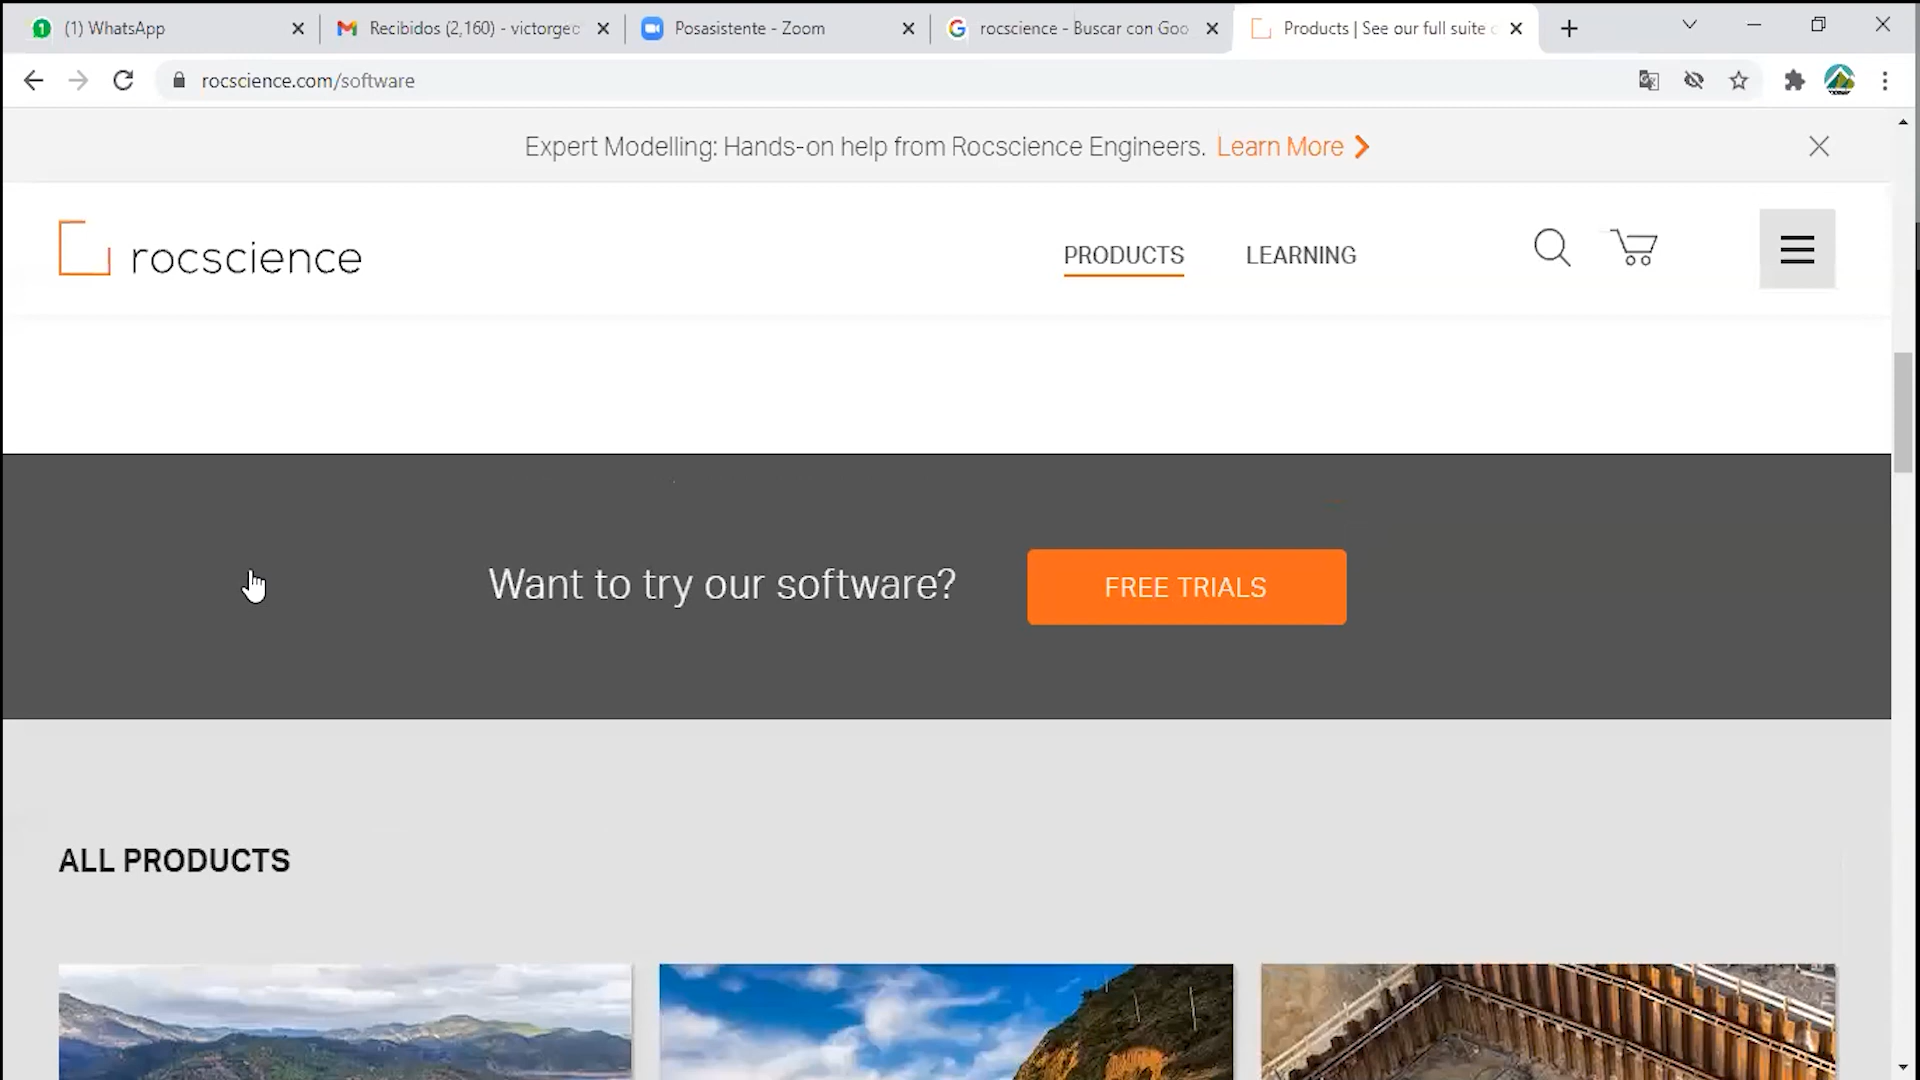 (1) WhatsApp
Recibidos (2,160) - victorgec
Posasistente - Zoom
rocscience - Buscar con Goo
Products | See our full suite
rocscience.com/software
Expert Modelling: Hands-on help from Rocscience Engineers. Learn More
rocscience
PRODUCTS
LEARNING
Want to try our software?
FREE TRIALS
ALL PRODUCTS